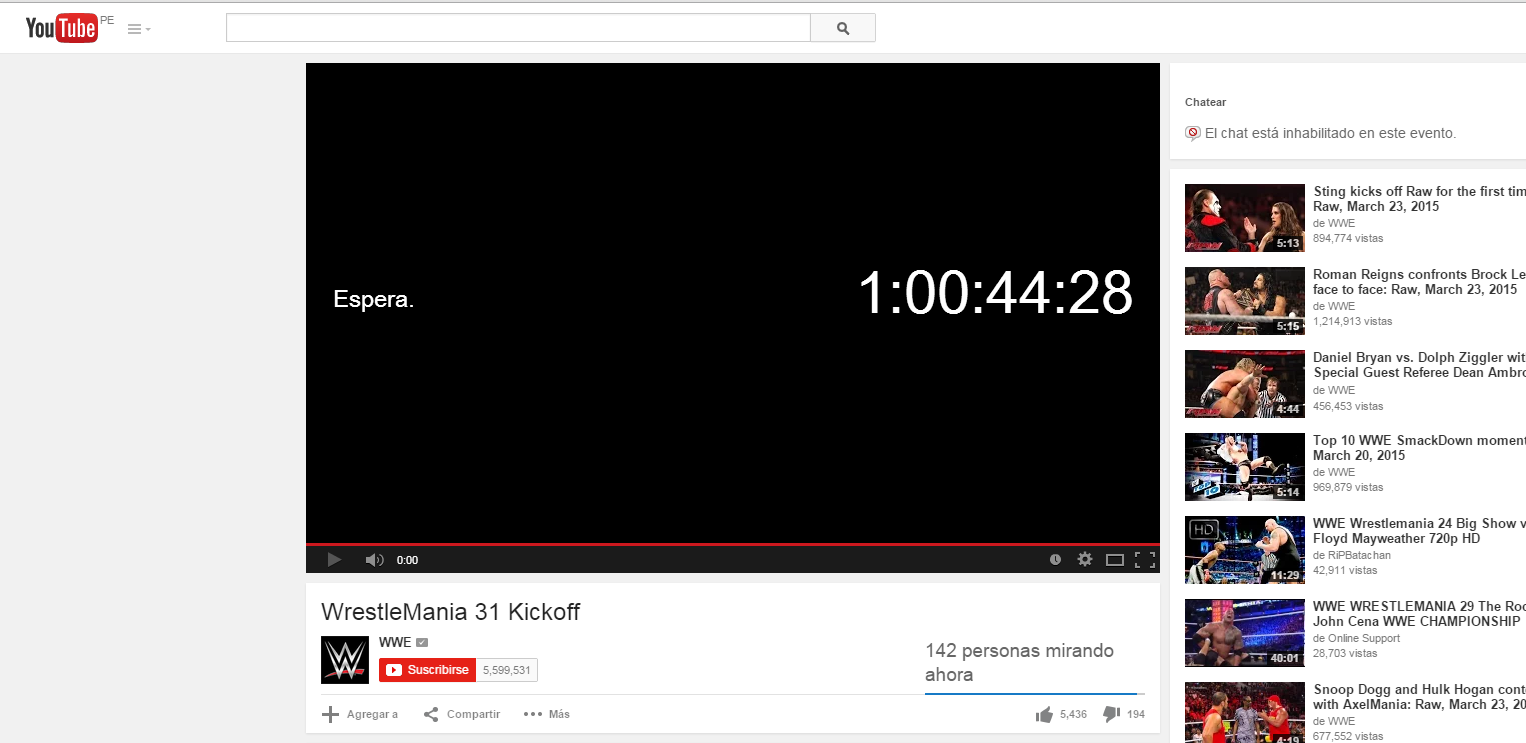 YouTube PE
Chatear
El chat está inhabilitado en este evento.
Espera.
1:00:44:28
0:00
WrestleMania 31 Kickoff
WWE
Suscribirse
5,599,531
142 personas mirando
ahora
Agregar a
Compartir
Más
5,436
194
5:13
Sting kicks off Raw for the first tim
Raw, March 23, 2015
de WWE
894,774 vistas
5:15
Roman Reigns confronts Brock Le
face to face: Raw, March 23, 2015
de WWE
1,214,913 vistas
4:44
Daniel Bryan vs. Dolph Ziggler wit
Special Guest Referee Dean Ambro
de WWE
456,453 vistas
TOP 10
5:14
Top 10 WWE SmackDown moment
March 20, 2015
de WWE
969,879 vistas
HD
11:29
WWE Wrestlemania 24 Big Show v
Floyd Mayweather 720p HD
de RiPBatachan
42,911 vistas
40:01
WWE WRESTLEMANIA 29 The Roc
John Cena WWE CHAMPIONSHIP
de Online Support
28,703 vistas
4:19
Snoop Dogg and Hulk Hogan conte
with AxelMania: Raw, March 23, 20
de WWE
677,552 vistas